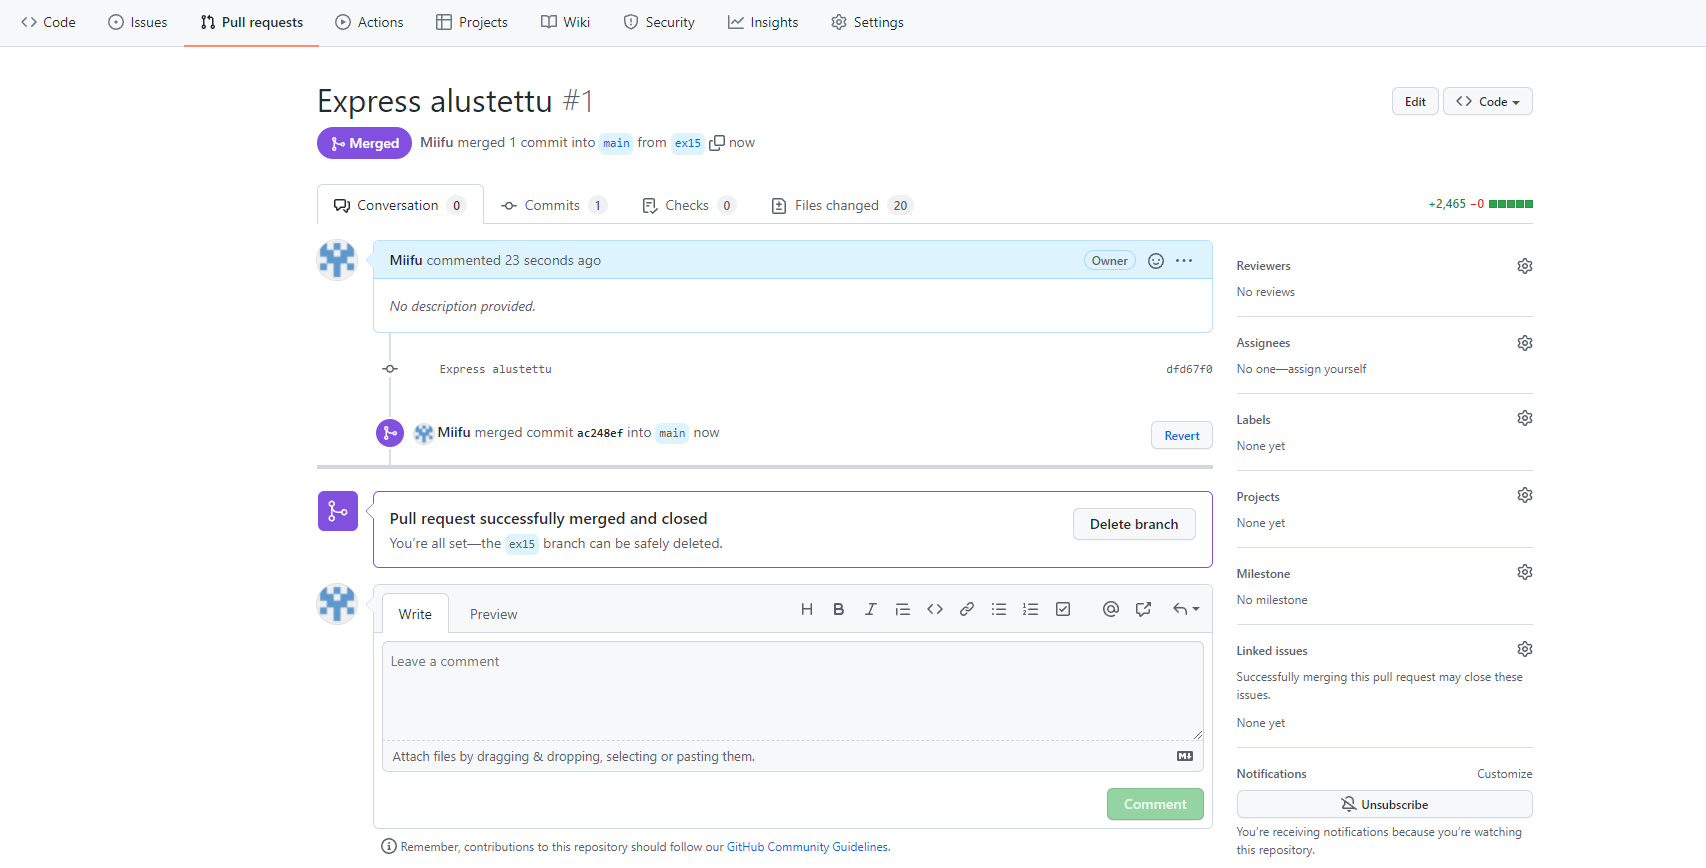 Code Issues Pull requests Actions Projects Wiki Security Insights Settings
Express alustettu #1
Edit Code
Merged Miifu merged 1 commit into main from ex15 now
Conversation 0 Commits 1 Checks 0 Files changed 20 +2,465 −0
Miifu commented 23 seconds ago Owner
No description provided.
Express alustettu dfd67f0
Miifu merged commit ac248ef into main now Revert
Pull request successfully merged and closed
You're all set—the ex15 branch can be safely deleted.
Delete branch
Write Preview
Leave a comment
Attach files by dragging & dropping, selecting or pasting them.
Comment
Remember, contributions to this repository should follow our GitHub Community Guidelines.
Reviewers
No reviews
Assignees
No one—assign yourself
Labels
None yet
Projects
None yet
Milestone
No milestone
Linked issues
Successfully merging this pull request may close these
issues.
None yet
Notifications Customize
Unsubscribe
You're receiving notifications because you're watching
this repository.